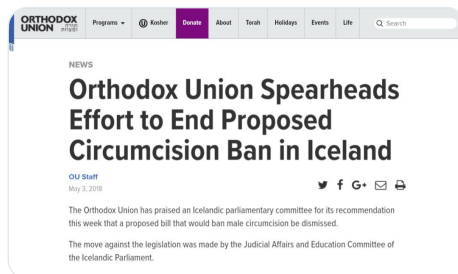 ORTHODOX UNION
Programs Kosher Donate About Torah Holidays Events Life Search
NEWS
Orthodox Union Spearheads
Effort to End Proposed
Circumcision Ban in Iceland
OU Staff
May 3, 2018
The Orthodox Union has praised an Icelandic parliamentary committee for its recommendation
this week that a proposed bill that would ban male circumcision be dismissed.
The move against the legislation was made by the Judicial Affairs and Education Committee of
the Icelandic Parliament.